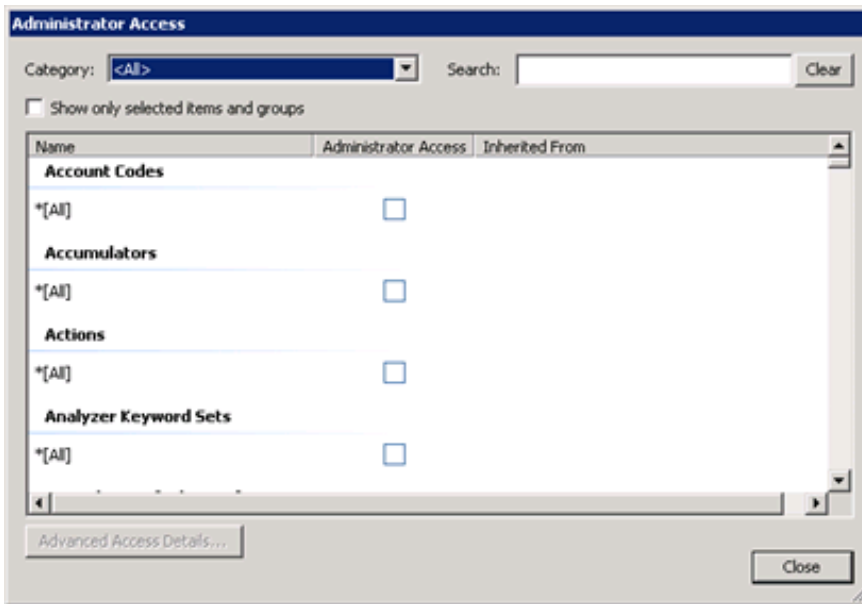 Administrator Access
Category: <All> Search: Clear
Show only selected items and groups
Name Administrator Access Inherited From
Account Codes
*[All]
Accumulators
*[All]
Actions
*[All]
Analyzer Keyword Sets
*[All]
Advanced Access Details...
Close